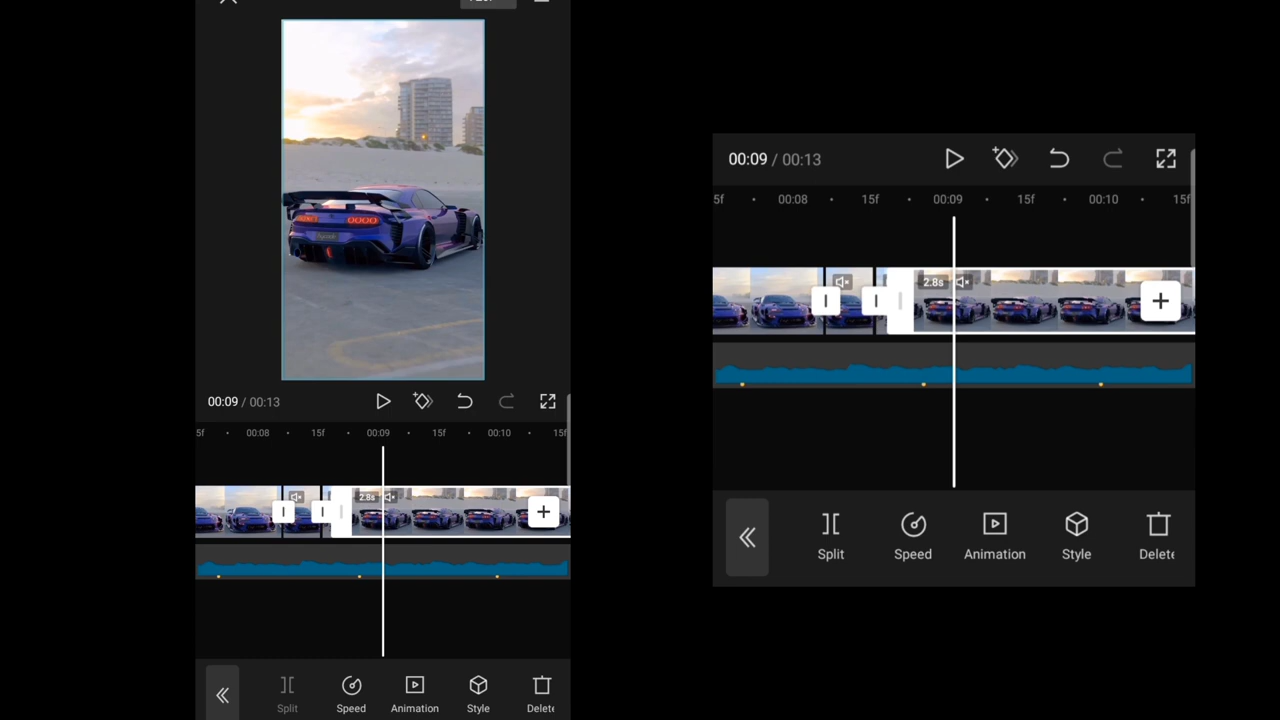 00:09 / 00:13
5f 00:08 15f 00:09 15f 00:10 15f
2.8s
Split Speed Animation Style Delete
00:09 / 00:13
5f 00:08 15f 00:09 15f 00:10 15f
2.8s
Split Speed Animation Style Delete